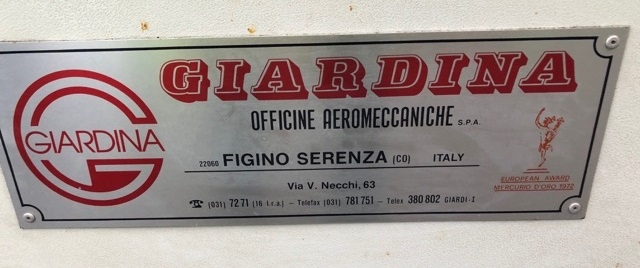 GIARDINA
GIARDINA
OFFICINE AEROMECCANICHE S.P.A.
22060 FIGINO SERENZA (CO) ITALY
Via V. Necchi, 63
☎ (031) 72 71 (16 l.r.a.) – Telefax (031) 781 751 – Telex 380 802 GIARDI-I
EUROPEAN AWARD
MERCURIO D'ORO 1972